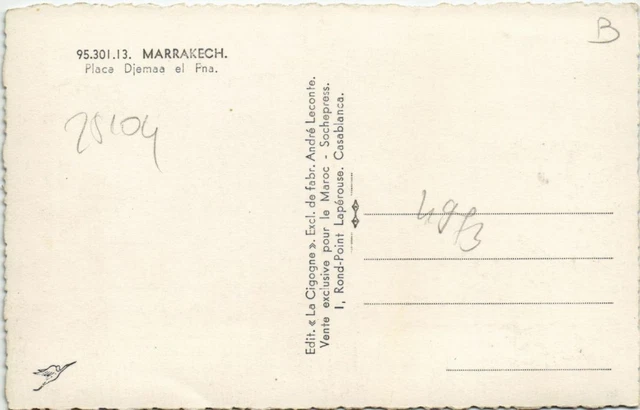 95.301.13. MARRAKECH.
Place Djemaa el Fna.
B
Edit. « La Cigogne ». Excl. de fabr. André Leconte.
Vente exclusive pour le Maroc - Sochepress.
1, Rond-Point Lapérouse. Casablanca.